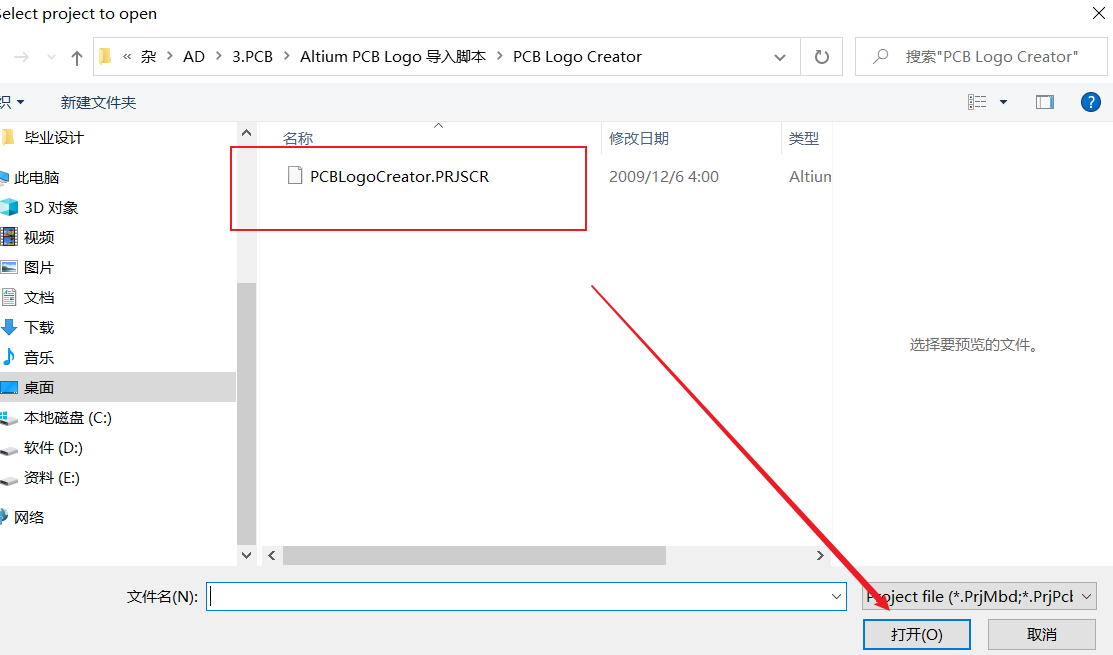 elect project to open
« 杂 > AD > 3.PCB > Altium PCB Logo 导入脚本 > PCB Logo Creator
搜索"PCB Logo Creator"
织 新建文件夹
毕业设计
此电脑
3D 对象
视频
图片
文档
下载
音乐
桌面
本地磁盘 (C:)
软件 (D:)
资料 (E:)
网络
名称 修改日期 类型
PCBLogoCreator.PRJSCR 2009/12/6 4:00 Altiun
选择要预览的文件。
文件名(N): Project file (*.PrjMbd;*.PrjPcb
打开(O) 取消